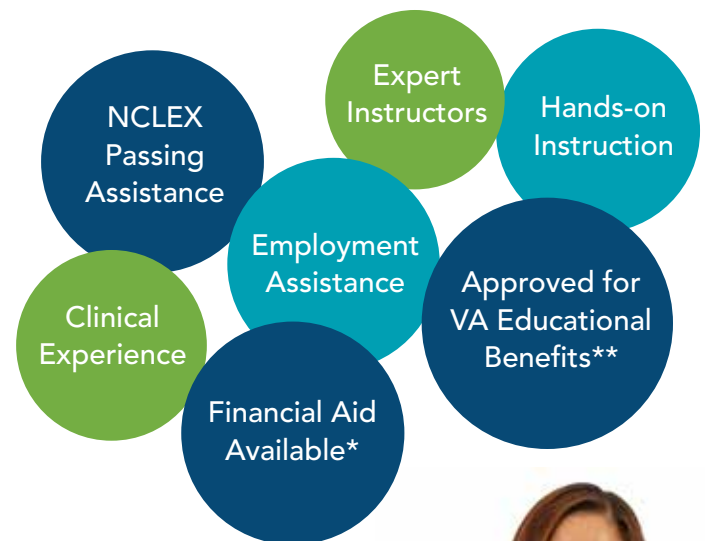 NCLEX
Passing
Assistance
Expert
Instructors
Hands-on
Instruction
Employment
Assistance
Approved for
VA Educational
Benefits**
Clinical
Experience
Financial Aid
Available*